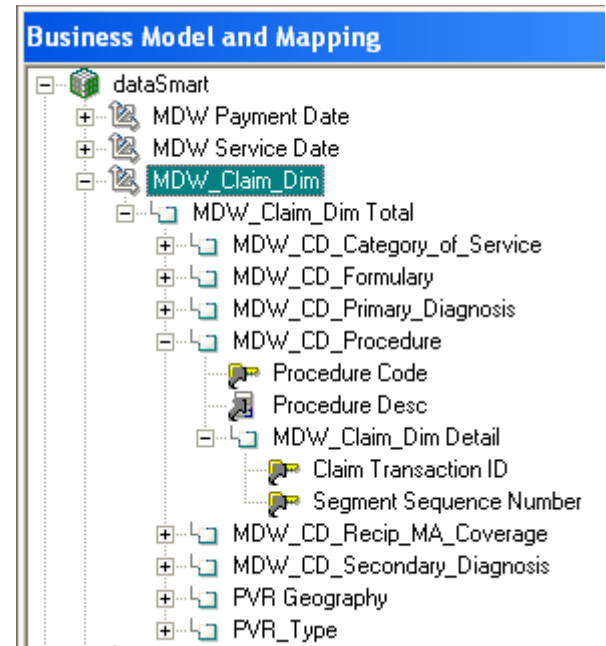 Business Model and Mapping
dataSmart
MDW Payment Date
MDW Service Date
MDW_Claim_Dim
MDW_Claim_Dim Total
MDW_CD_Category_of_Service
MDW_CD_Formulary
MDW_CD_Primary_Diagnosis
MDW_CD_Procedure
Procedure Code
Procedure Desc
MDW_Claim_Dim Detail
Claim Transaction ID
Segment Sequence Number
MDW_CD_Recip_MA_Coverage
MDW_CD_Secondary_Diagnosis
PVR Geography
PVR_Type